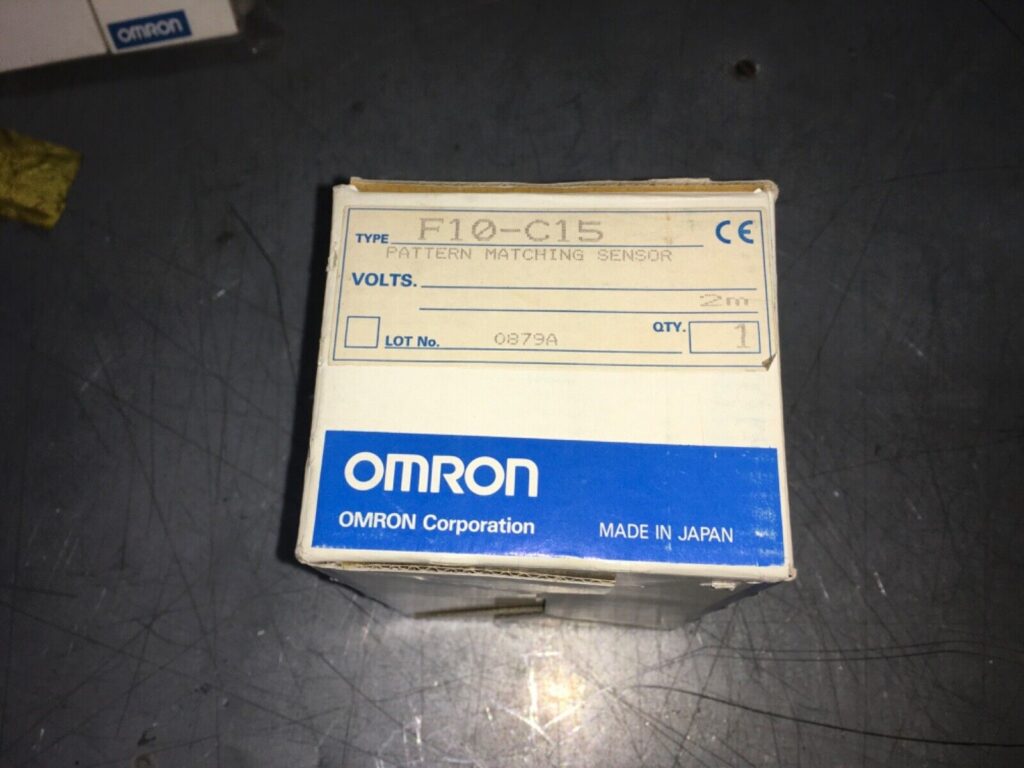 OMRON
TYPE F10-C15 CE
PATTERN MATCHING SENSOR
VOLTS.
2m
LOT No. 0879A QTY. 1
OMRON
OMRON Corporation MADE IN JAPAN